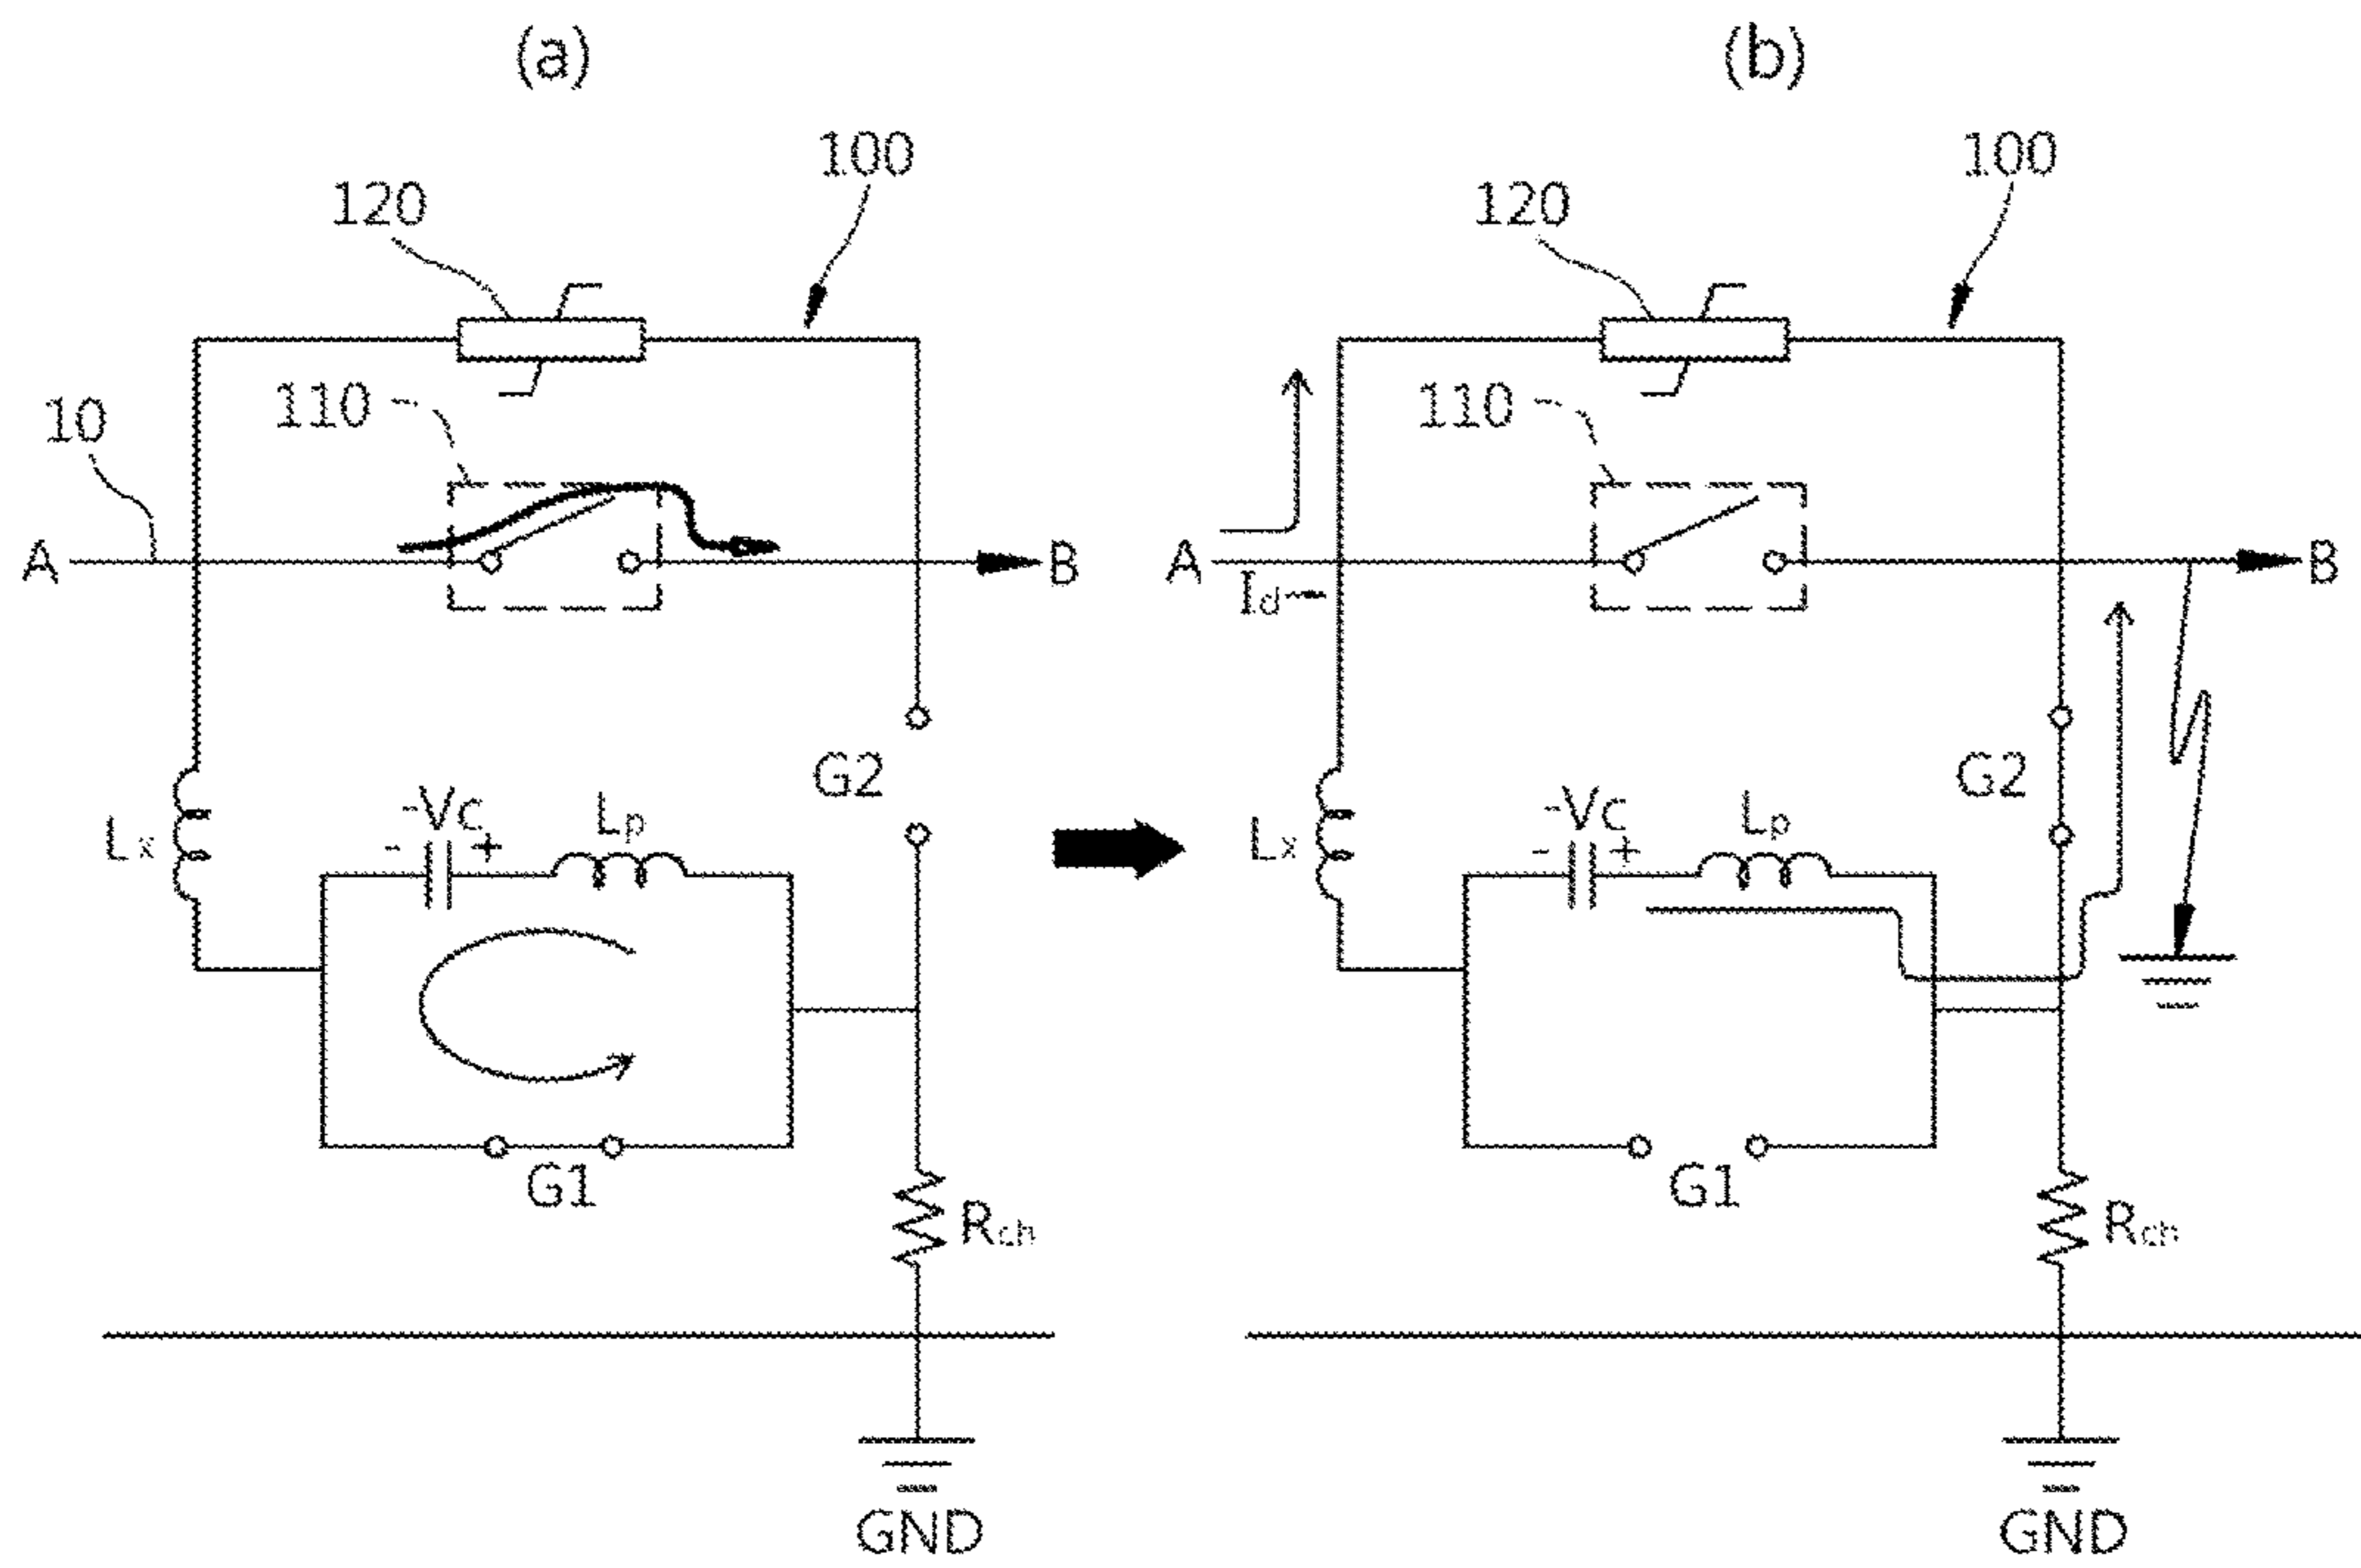 (a)
100
120
110
10
A
B
G2
-Vc
- +
Lp
Lx
G1
Rch
GND
(b)
100
120
110
A
B
Id
G2
-Vc
- +
Lp
Lx
G1
Rch
GND